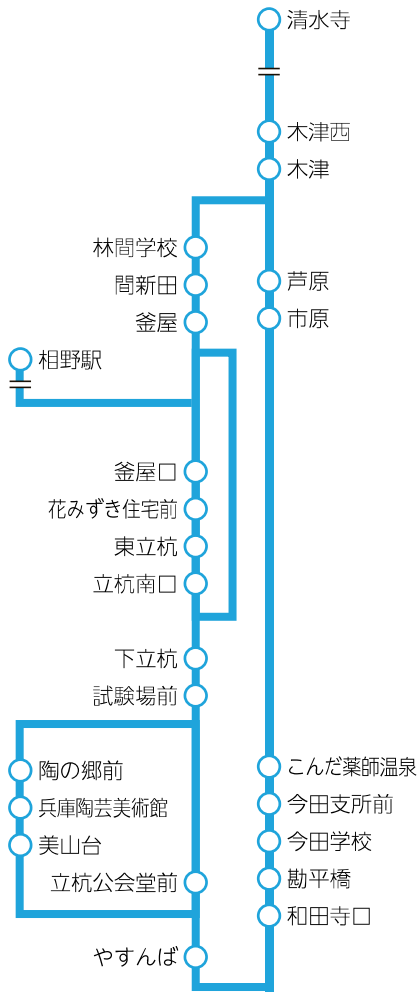 清水寺
木津西
木津
林間学校
間新田
芦原
釜屋
市原
相野駅
釜屋口
花みずき住宅前
東立杭
立杭南口
下立杭
試験場前
陶の郷前
こんだ薬師温泉
兵庫陶芸美術館
今田支所前
美山台
今田学校
立杭公会堂前
勘平橋
和田寺口
やすんば